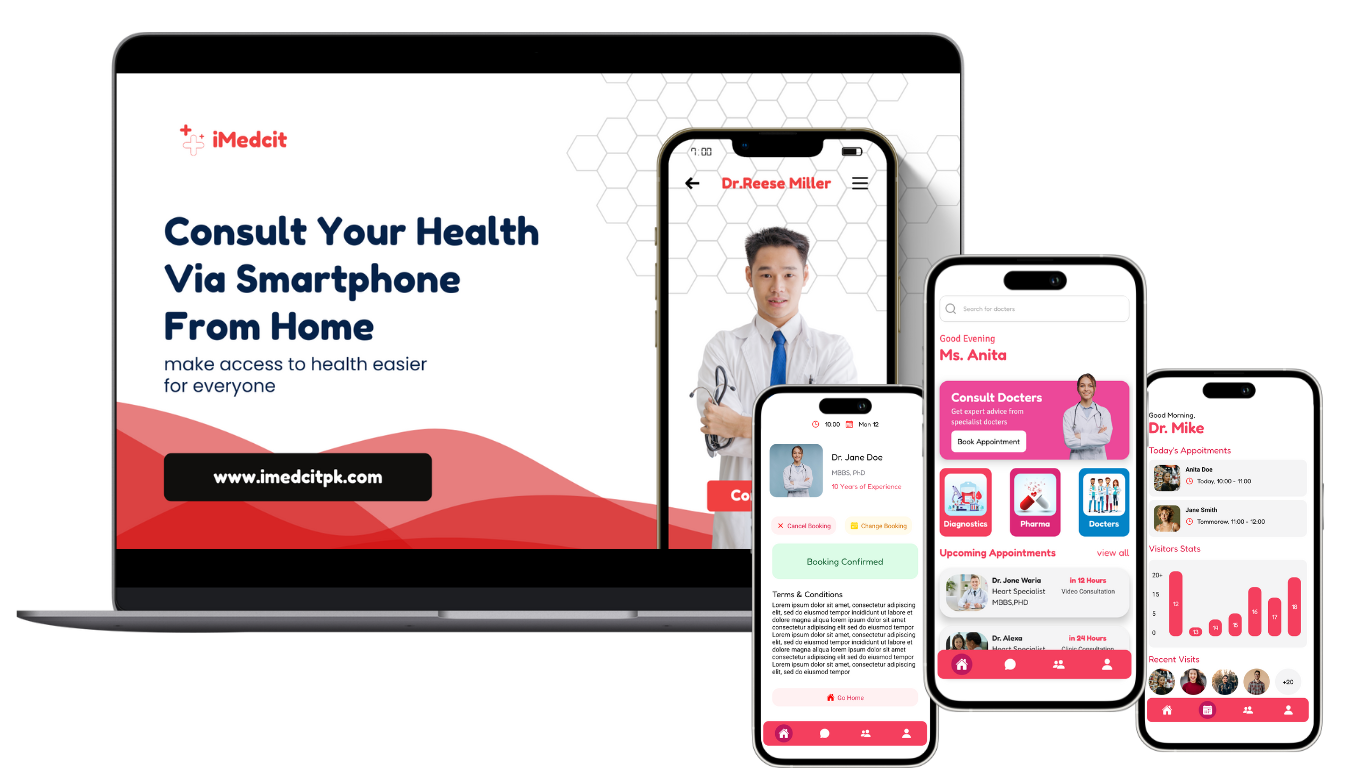 iMedcit
Consult Your Health
Via Smartphone
From Home
make access to health easier
for everyone
www.imedcitpk.com
7:00
Dr.Reese Miller
10:00 Mon 12
Dr. Jane Doe
MBBS, PhD
10 Years of Experience
Cancel Booking Change Booking
Booking Confirmed
Terms & Conditions
Lorem ipsum dolor sit amet, consectetur adipiscing
elit, sed do eiusmod tempor incididunt ut labore et
dolore magna al orem ipsum dolor sit amet,
consectetur adipiscing elit, sed do eiusmod tempor
Lorem ipsum dolor sit amet, consectetur adipiscing
elit, sed do eiusmod tempor incididunt ut labore et
dolore magna al orem ipsum dolor sit amet,
consectetur adipiscing elit, sed do eiusmod tempor
Lorem ipsum dolor sit amet, consectetur adipiscing
elit, sed do eiusmod tempor
Go Home
Search for docters
Good Evening
Ms. Anita
Consult Docters
Get expert advice from
specialist docters
Book Appointment
Diagnostics Pharma Docters
Upcoming Appointments view all
Dr. Jone Waria in 12 Hours
Heart Specialist Video Consultation
MBBS,PHD
Dr. Alexa in 24 Hours
Heart Specialist Clinic Consultation
Good Morning,
Dr. Mike
Today's Appoitments
Anita Doe
Today, 10:00 - 11:00
Jane Smith
Tommorow, 11:00 - 12:00
Visitors Stats
20+
15
5
0
12 13 14 15 16 17 18
Recent Visits
+20